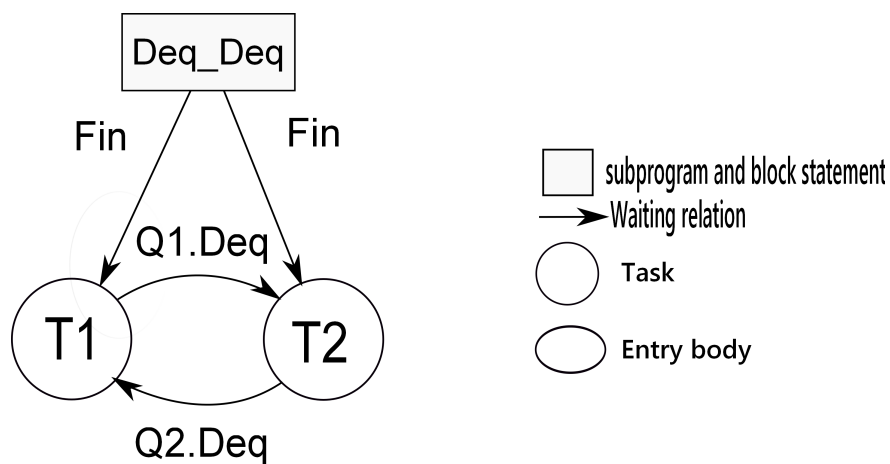 Deq_Deq
Fin
Fin
Q1.Deq
T1
T2
Q2.Deq
subprogram and block statement
Waiting relation
Task
Entry body